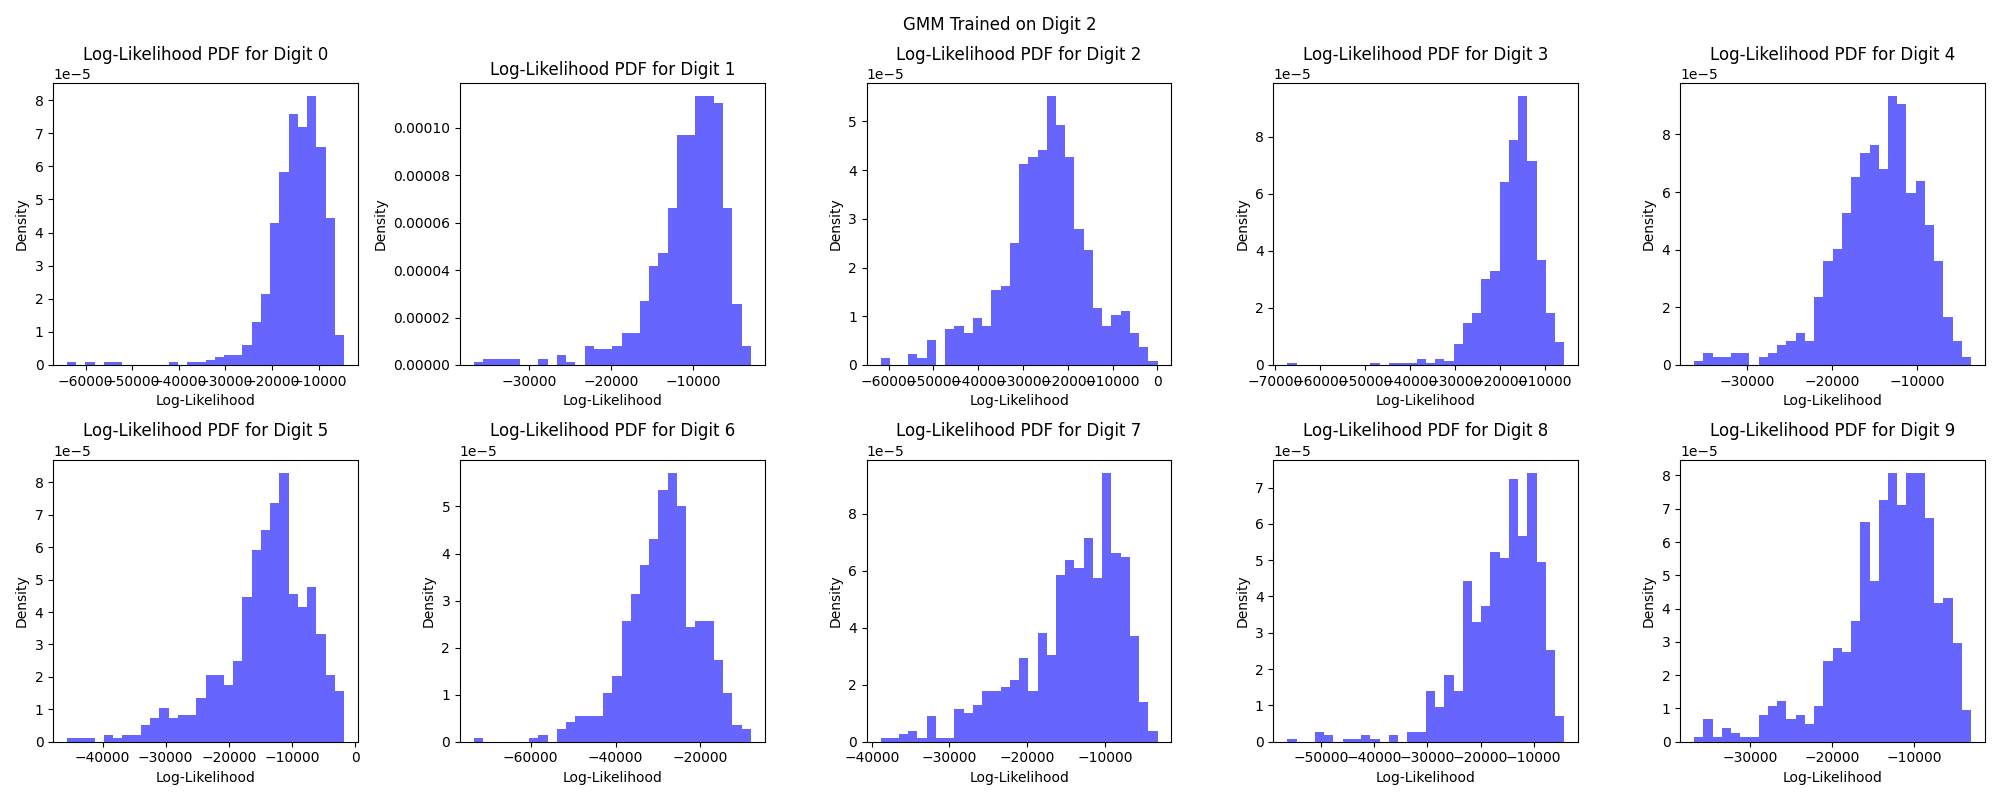 GMM Trained on Digit 2
Log-Likelihood PDF for Digit 0
1e−5
8
7
6
5
4
3
2
1
0
Density
−60000 −50000 −40000 −30000 −20000 −10000
Log-Likelihood
Log-Likelihood PDF for Digit 1
0.00010
0.00008
0.00006
0.00004
0.00002
0.00000
Density
−30000 −20000 −10000
Log-Likelihood
Log-Likelihood PDF for Digit 2
1e−5
5
4
3
2
1
0
Density
−60000 −50000 −40000 −30000 −20000 −10000 0
Log-Likelihood
Log-Likelihood PDF for Digit 3
1e−5
8
6
4
2
0
Density
−70000 −60000 −50000 −40000 −30000 −20000 −10000
Log-Likelihood
Log-Likelihood PDF for Digit 4
1e−5
8
6
4
2
0
Density
−30000 −20000 −10000
Log-Likelihood
Log-Likelihood PDF for Digit 5
1e−5
8
7
6
5
4
3
2
1
0
Density
−40000 −30000 −20000 −10000 0
Log-Likelihood
Log-Likelihood PDF for Digit 6
1e−5
5
4
3
2
1
0
Density
−60000 −40000 −20000
Log-Likelihood
Log-Likelihood PDF for Digit 7
1e−5
8
6
4
2
0
Density
−40000 −30000 −20000 −10000
Log-Likelihood
Log-Likelihood PDF for Digit 8
1e−5
7
6
5
4
3
2
1
0
Density
−50000 −40000 −30000 −20000 −10000
Log-Likelihood
Log-Likelihood PDF for Digit 9
1e−5
8
7
6
5
4
3
2
1
0
Density
−30000 −20000 −10000
Log-Likelihood